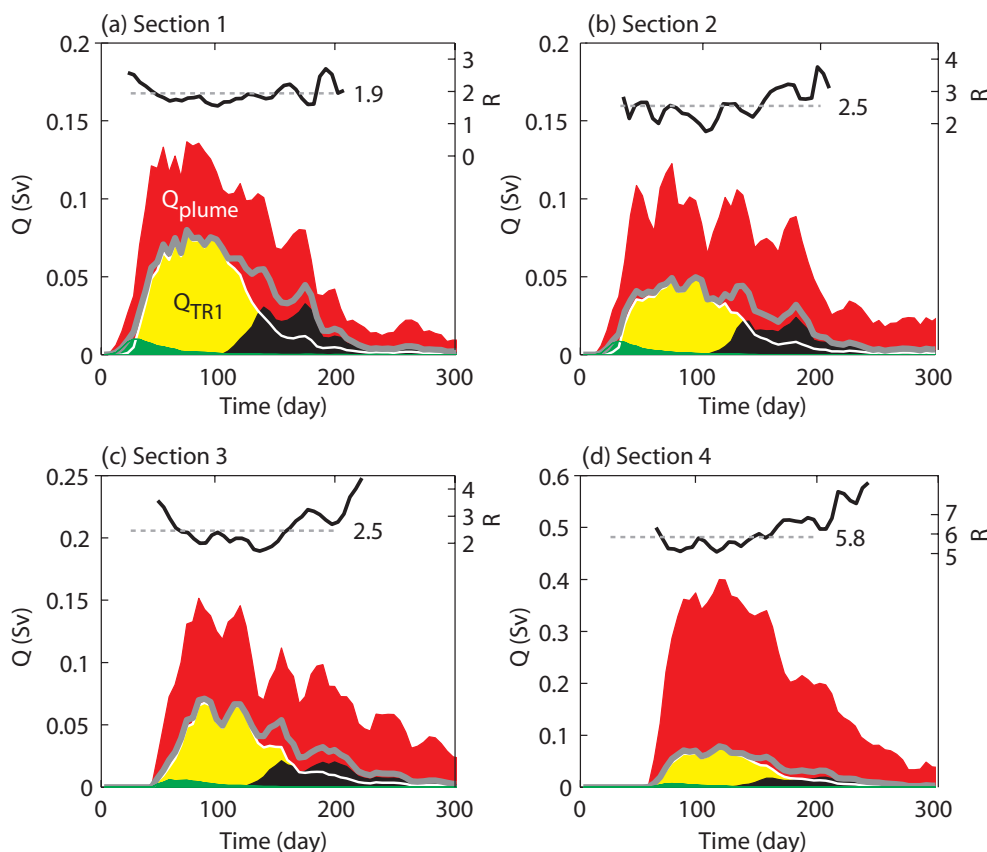 (a) Section 1
0.2
0.15
0.1
0.05
0
Q (Sv)
3
2
1
0
R
1.9
Q_plume
Q_TR1
0 100 200 300
Time (day)
(b) Section 2
0.2
0.15
0.1
0.05
0
Q (Sv)
4
3
2
R
2.5
0 100 200 300
Time (day)
(c) Section 3
0.25
0.2
0.15
0.1
0.05
0
Q (Sv)
4
3
2
R
2.5
0 100 200 300
Time (day)
(d) Section 4
0.6
0.5
0.4
0.3
0.2
0.1
0
Q (Sv)
7
6
5
R
5.8
0 100 200 300
Time (day)